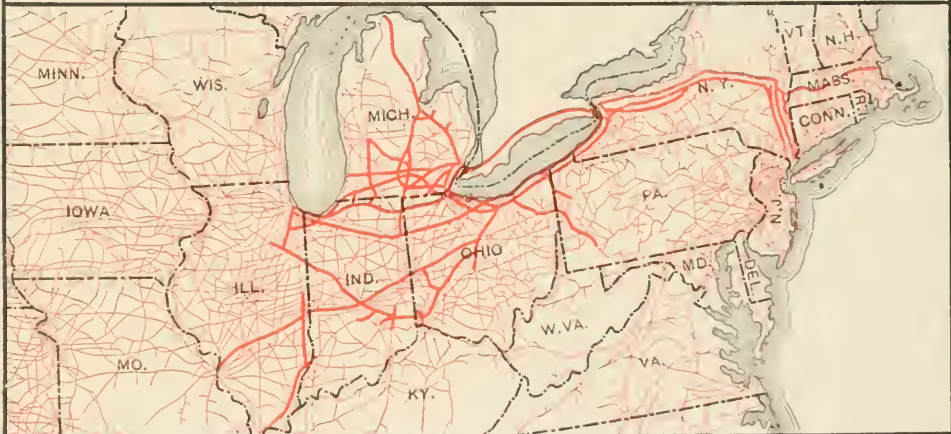 MINN.
WIS.
MICH.
N.Y.
VT.
N.H.
MASS.
CONN.
R.I.
IOWA
ILL.
IND.
OHIO
PA.
N.J.
MD.
DEL.
W.VA.
VA.
MO.
KY.